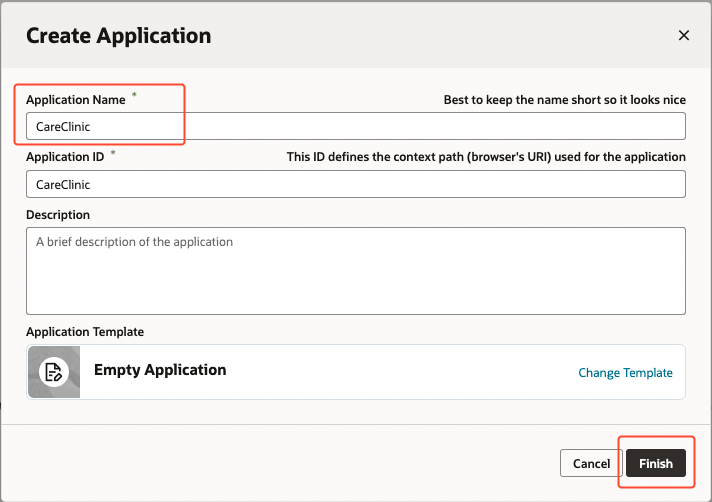 Create Application
Application Name * Best to keep the name short so it looks nice
CareClinic
Application ID * This ID defines the context path (browser's URI) used for the application
CareClinic
Description
A brief description of the application
Application Template
Empty Application Change Template
Cancel Finish